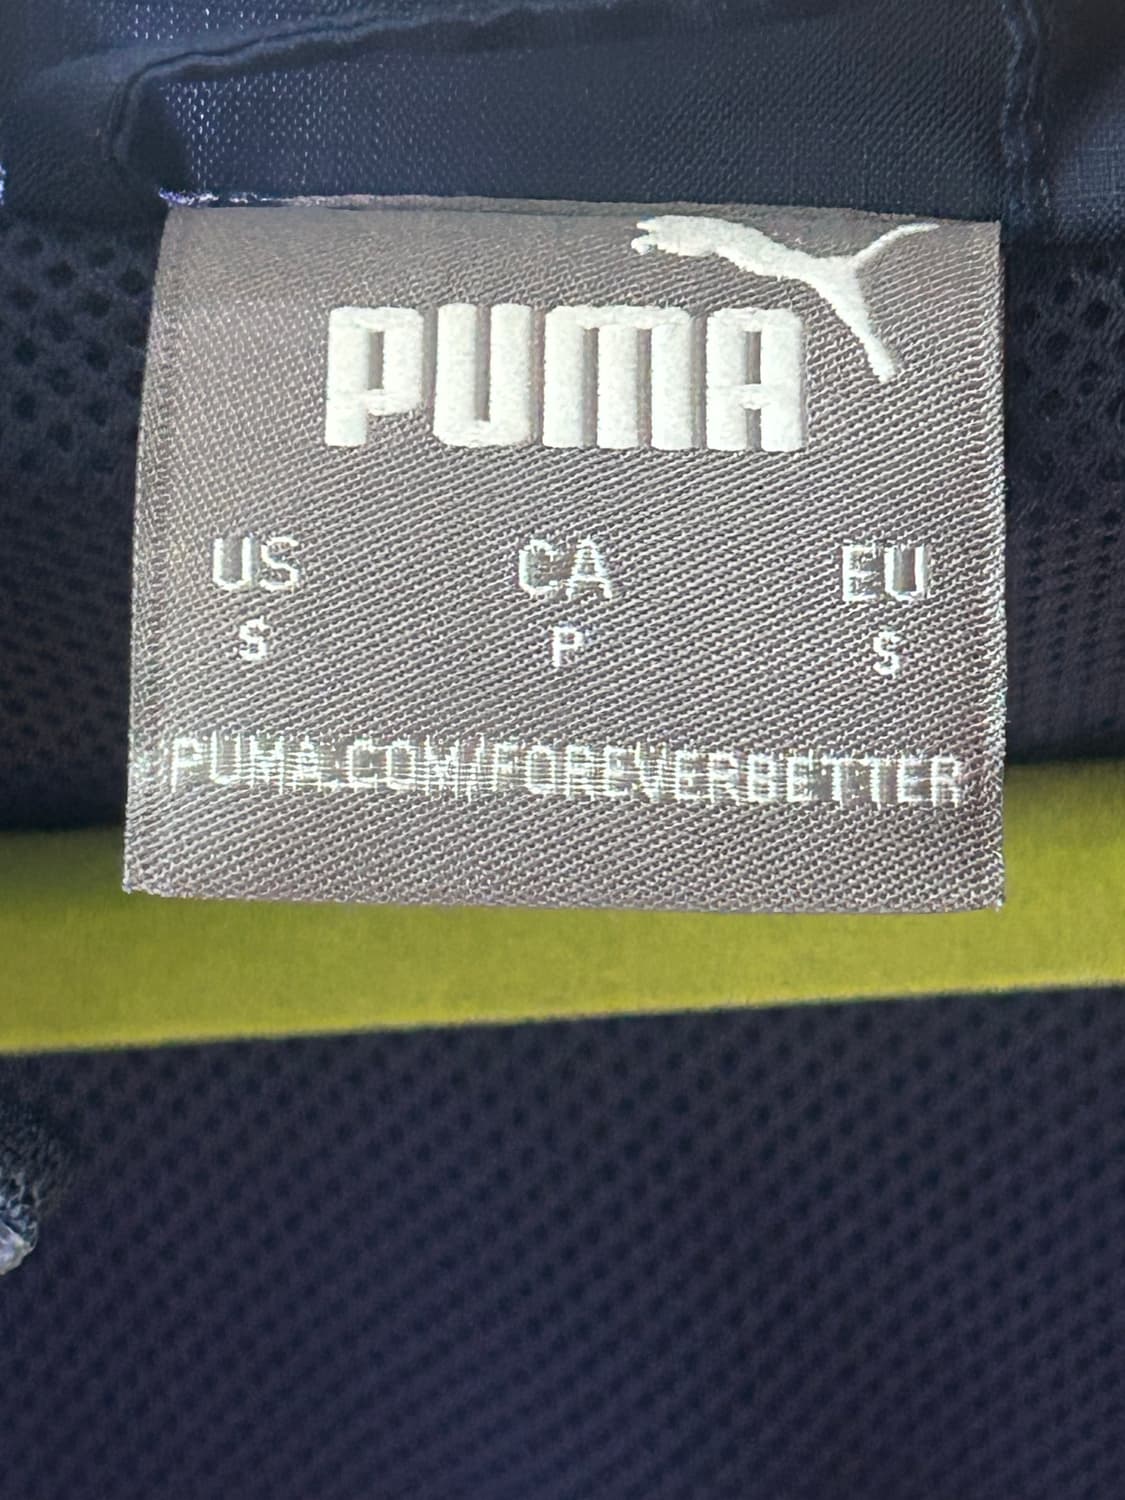 PUMA
US CA EU
S P S
PUMA.COM/FOREVERBETTER